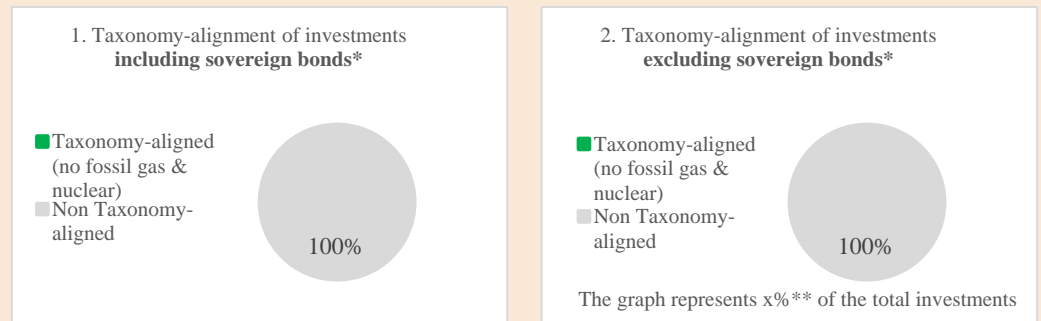 1. Taxonomy-alignment of investments
including sovereign bonds*
Taxonomy-aligned
(no fossil gas &
nuclear)
Non Taxonomy-
aligned
100%
2. Taxonomy-alignment of investments
excluding sovereign bonds*
Taxonomy-aligned
(no fossil gas &
nuclear)
Non Taxonomy-
aligned
100%
The graph represents x%** of the total investments